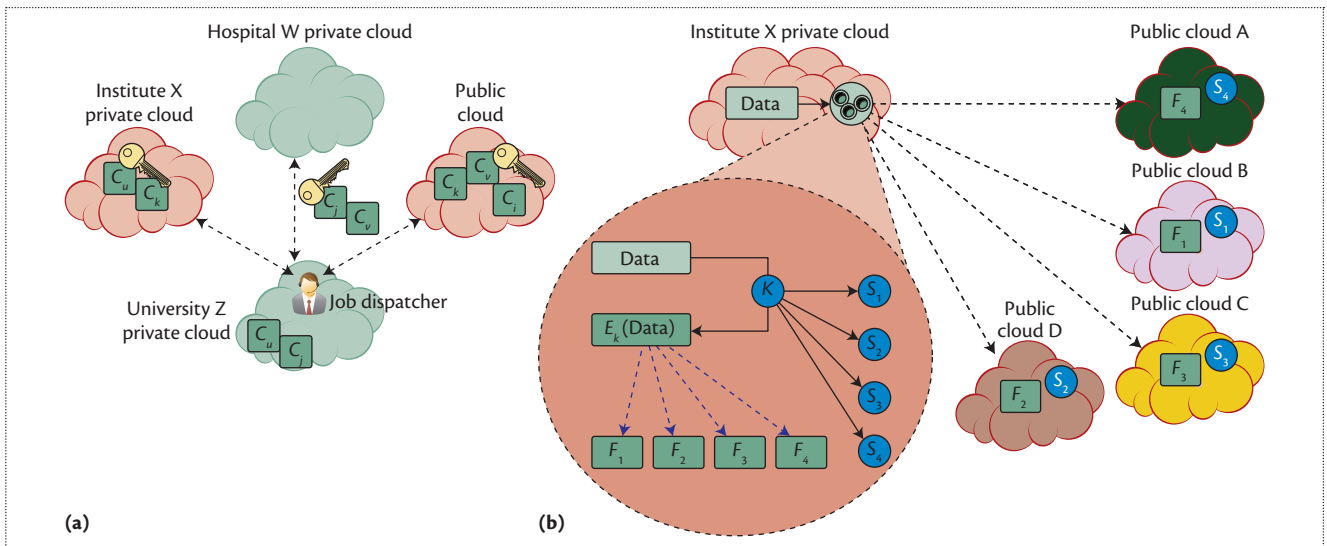 Hospital W private cloud
Institute X
private cloud
Public
cloud
C_u
C_k
C_j
C_v
C_k
C_v
C_i
University Z
private cloud
Job dispatcher
C_u
C_j
(a)
Institute X private cloud
Data
Data
K
E_k(Data)
S_1
S_2
S_3
S_4
F_1
F_2
F_3
F_4
Public cloud A
F_4
S_4
Public cloud B
F_1
S_1
Public cloud C
F_3
S_3
Public
cloud D
F_2
S_2
(b)